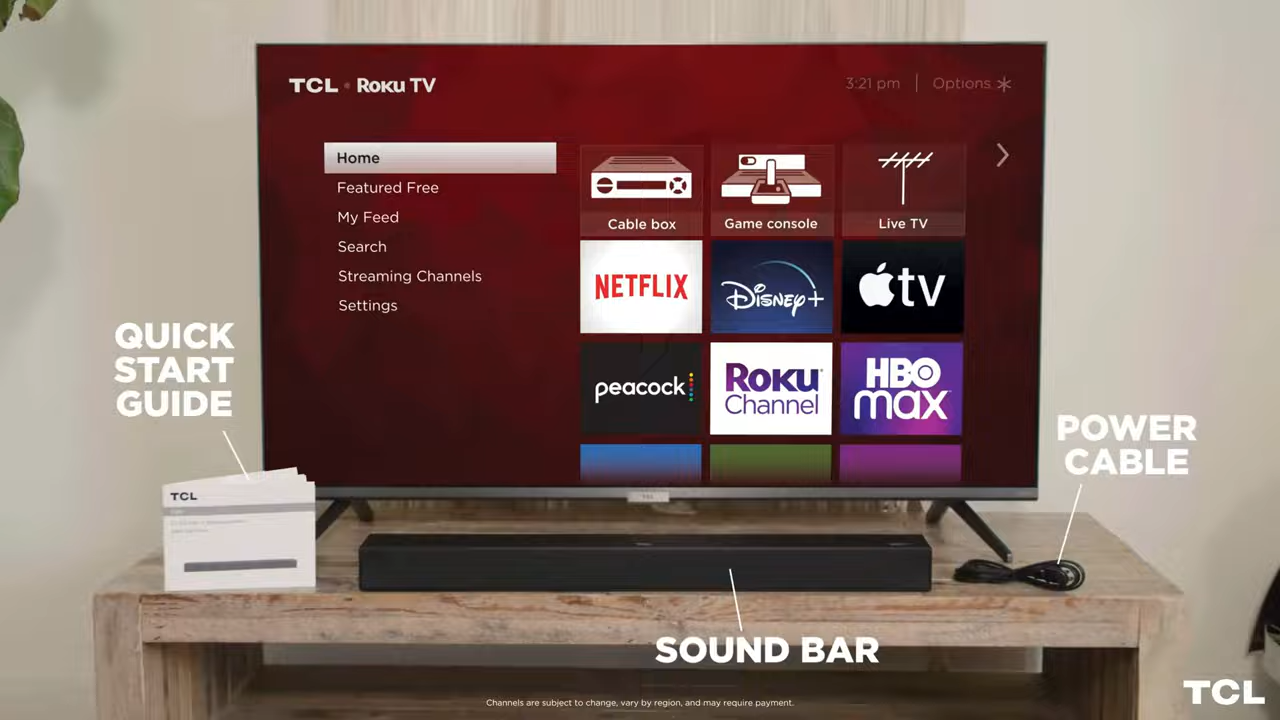 TCL • Roku TV
3:21 pm | Options
Home
Featured Free
My Feed
Search
Streaming Channels
Settings
Cable box
Game console
Live TV
NETFLIX
Disney+
tv
peacock
Roku
Channel
HBO
max
QUICK
START
GUIDE
TCL
POWER
CABLE
TCL
SOUND BAR
TCL
Channels are subject to change, vary by region, and may require payment.